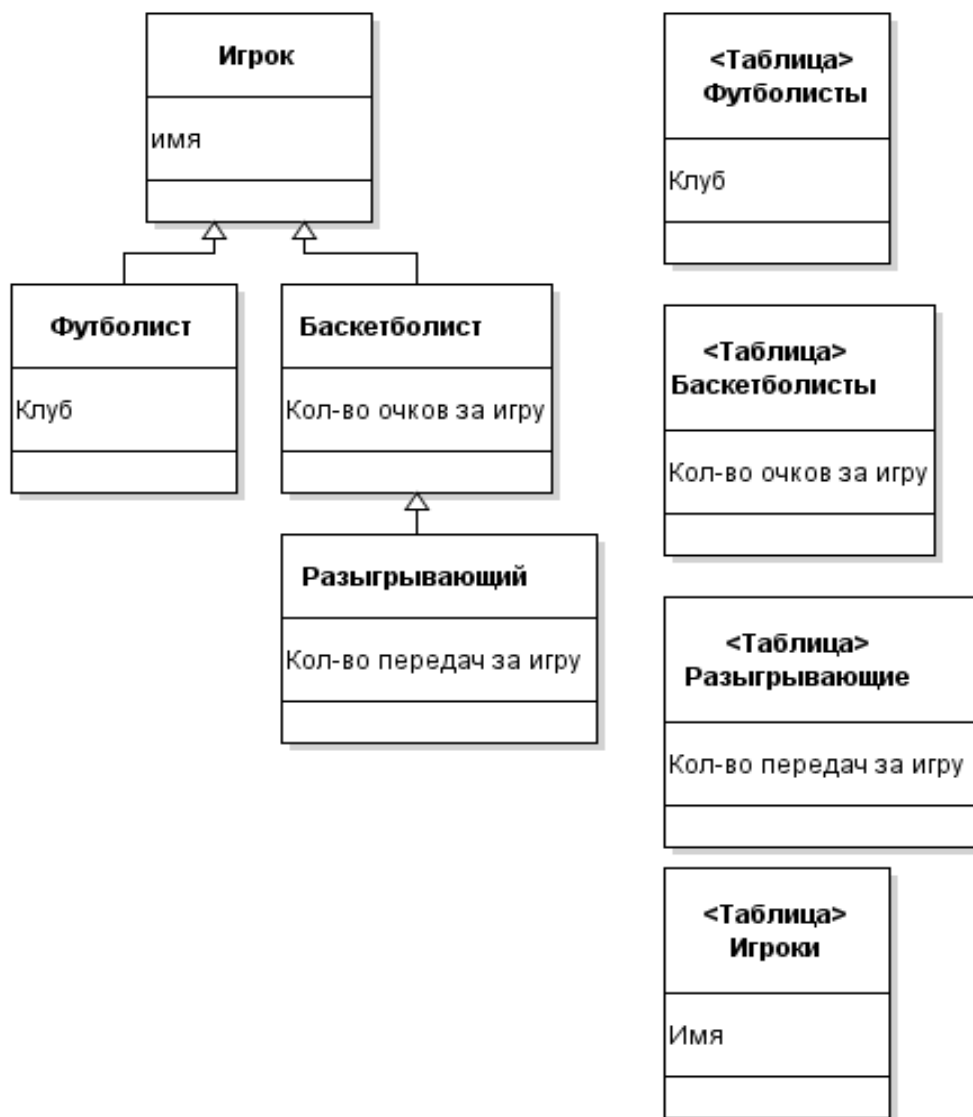 Игрок
имя
Футболист
Клуб
Баскетболист
Кол-во очков за игру
Разыгрывающий
Кол-во передач за игру
<Таблица>
Футболисты
Клуб
<Таблица>
Баскетболисты
Кол-во очков за игру
<Таблица>
Разыгрывающие
Кол-во передач за игру
<Таблица>
Игроки
Имя